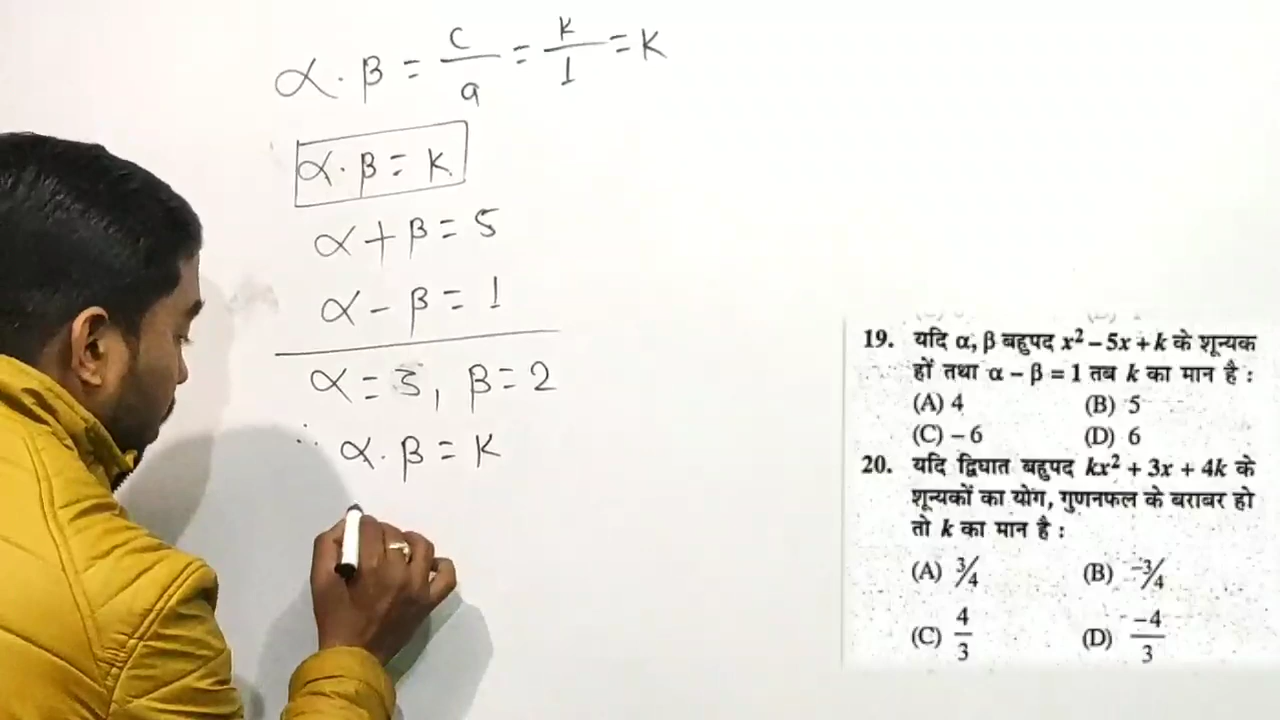 α · β = c/a = k/1 = K
α · β = K
α + β = 5
α - β = 1
α = 3, β = 2
∴ α · β = K
19. यदि α, β बहुपद x² – 5x + k के शून्यक
हों तथा α – β = 1 तब k का मान है :
(A) 4 (B) 5
(C) – 6 (D) 6
20. यदि द्विघात बहुपद kx² + 3x + 4k के
शून्यकों का योग, गुणनफल के बराबर हो
तो k का मान है :
(A) 3/4 (B) –3/4
(C) 4/3 (D) –4/3